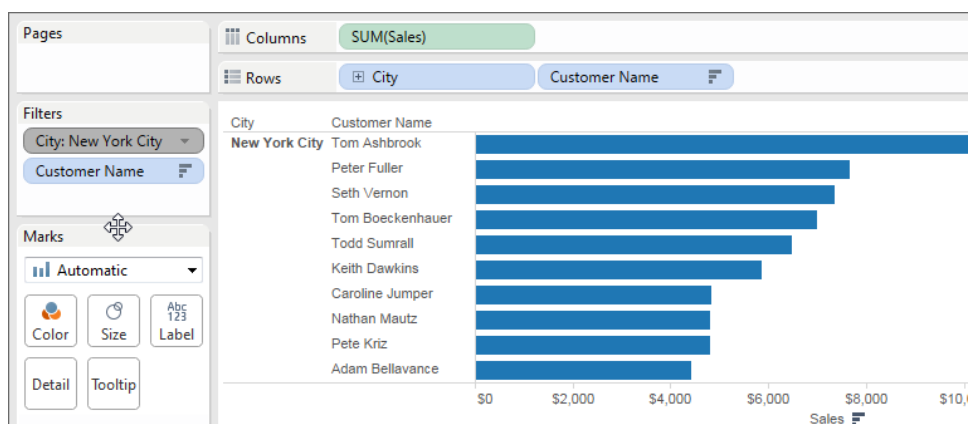 Pages
Columns SUM(Sales)
Rows City Customer Name
Filters
City: New York City
Customer Name
Marks
Automatic
Color Size Abc 123 Label
Detail Tooltip
City Customer Name
New York City Tom Ashbrook
Peter Fuller
Seth Vernon
Tom Boeckenhauer
Todd Sumrall
Keith Dawkins
Caroline Jumper
Nathan Mautz
Pete Kriz
Adam Bellavance
$0 $2,000 $4,000 $6,000 $8,000 $10,
Sales